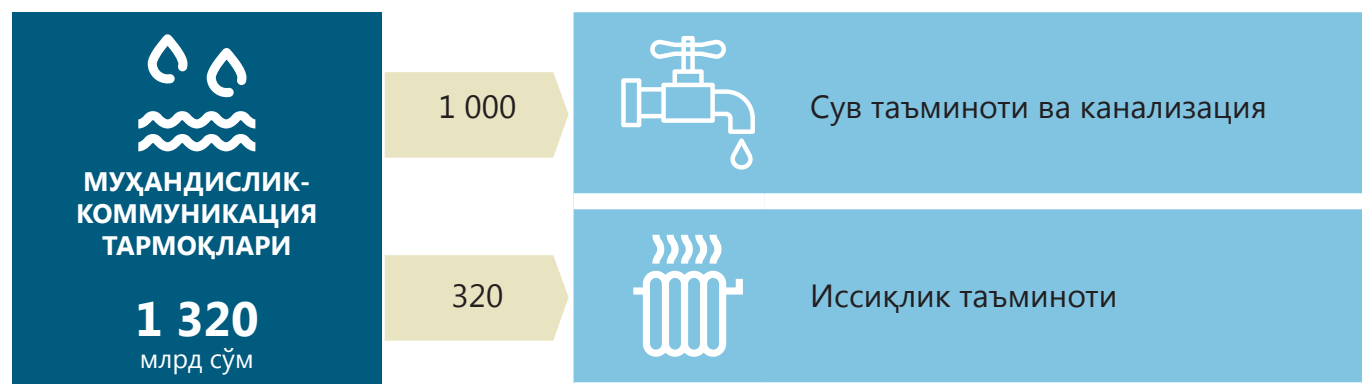 МУҲАНДИСЛИК-
КОММУНИКАЦИЯ
ТАРМОҚЛАРИ
1 320
млрд сўм
1 000
Сув таъминоти ва канализация
320
Иссиқлик таъминоти